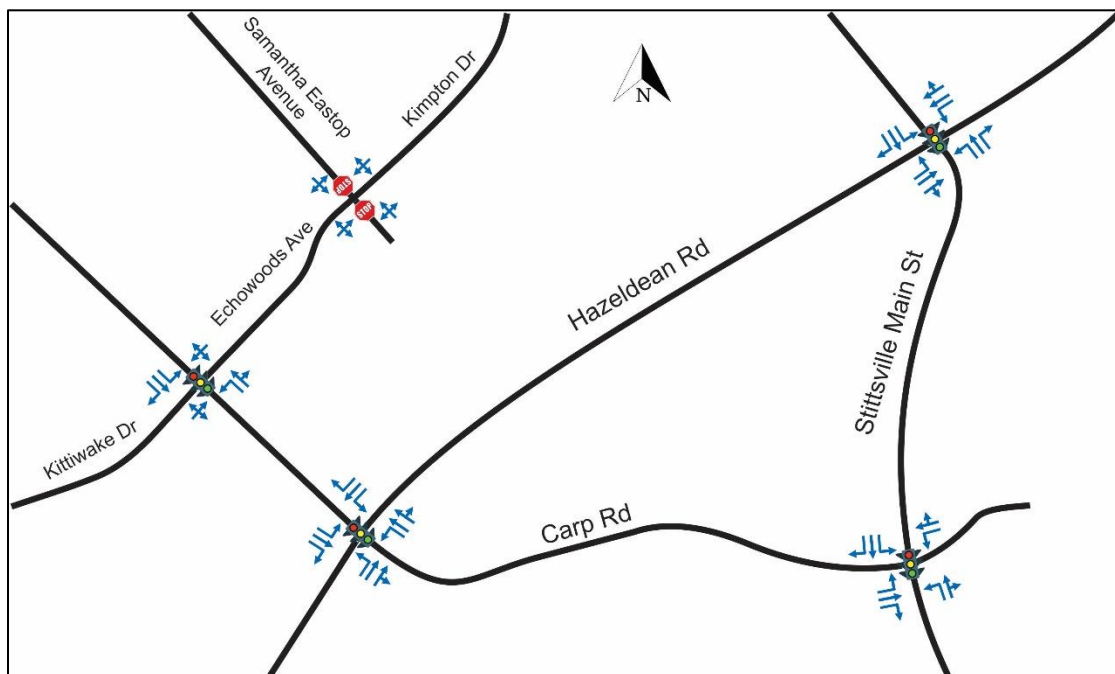 Samantha Eastop
Avenue
Kimpton Dr
N
STOP
STOP
Echowoods Ave
Hazeldean Rd
Stittsville Main St
Kittiwake Dr
Carp Rd